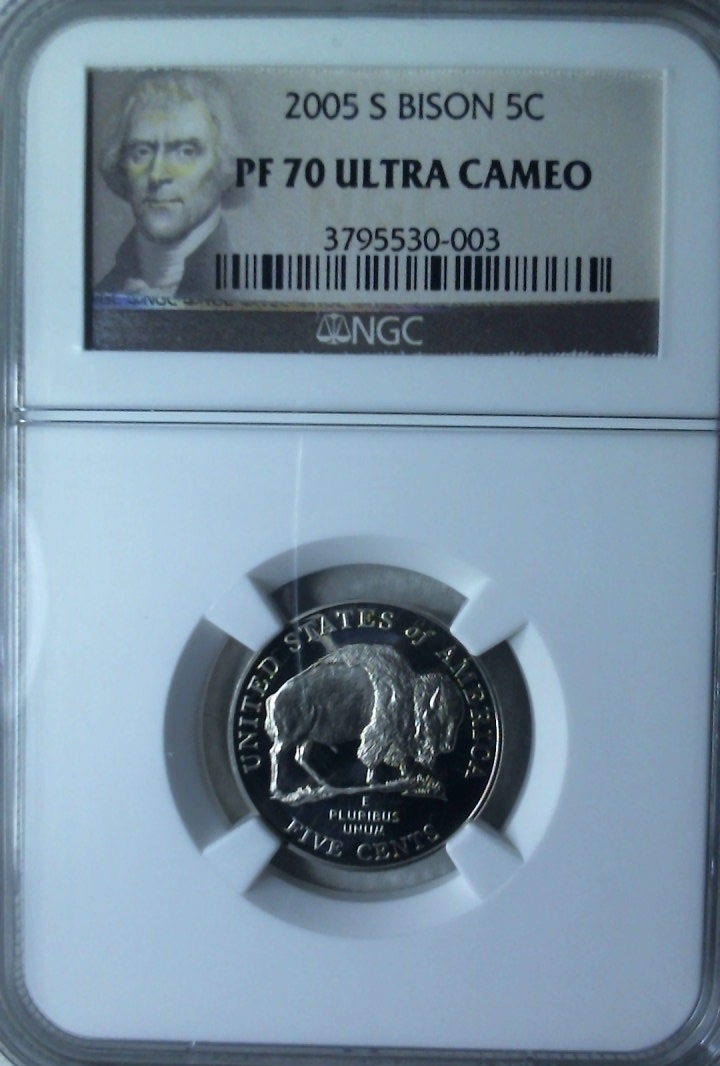 2005 S BISON 5C
PF 70 ULTRA CAMEO
3795530-003
NGC
UNITED STATES of AMERICA
E
PLURIBUS
UNUM
FIVE CENTS